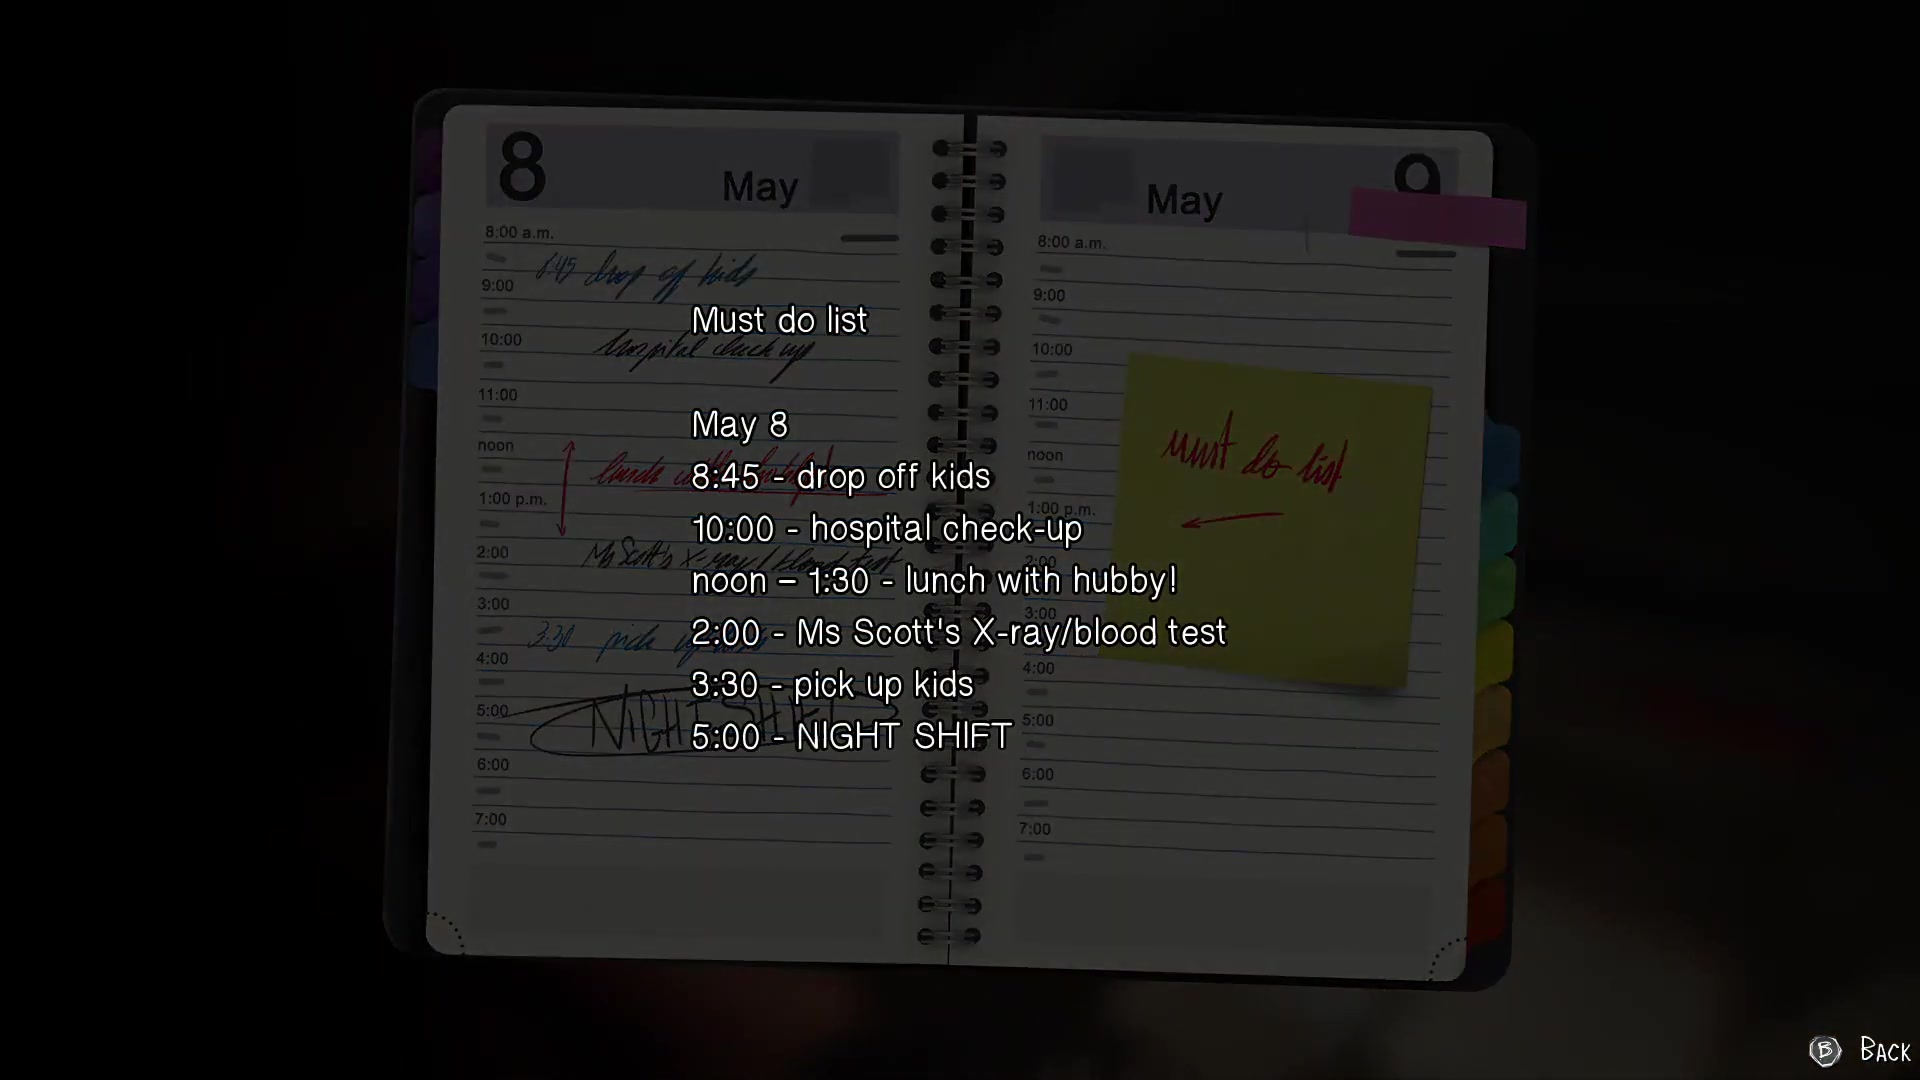 8
May
8:00 a.m.
8:45 drop of kids
9:00
10:00
hospital check up
11:00
noon
1:00 p.m.
2:00
Ms Scott's X-ray/blood test
3:00
3:30 pick up
4:00
5:00
NIGHT SHIFT
6:00
7:00
May
9
8:00 a.m.
9:00
10:00
11:00
noon
1:00 p.m.
2:00
3:00
4:00
5:00
6:00
7:00
must do list
Must do list
May 8
8:45 - drop off kids
10:00 - hospital check-up
noon – 1:30 - lunch with hubby!
2:00 - Ms Scott's X-ray/blood test
3:30 - pick up kids
5:00 - NIGHT SHIFT
B BACK